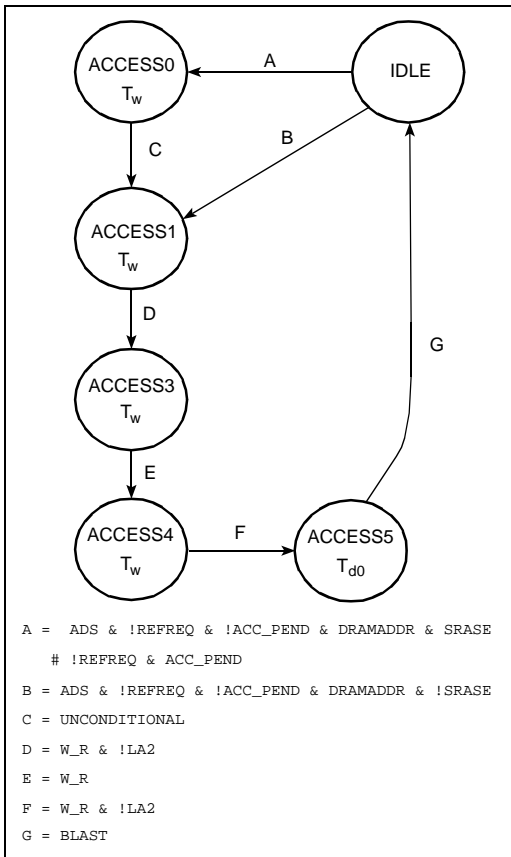 ACCESS0
Tw
A
IDLE
C
B
ACCESS1
Tw
D
G
ACCESS3
Tw
E
ACCESS4
Tw
F
ACCESS5
Td0
A = ADS & !REFREQ & !ACC_PEND & DRAMADDR & SRASE
# !REFREQ & ACC_PEND
B = ADS & !REFREQ & !ACC_PEND & DRAMADDR & !SRASE
C = UNCONDITIONAL
D = W_R & !LA2
E = W_R
F = W_R & !LA2
G = BLAST